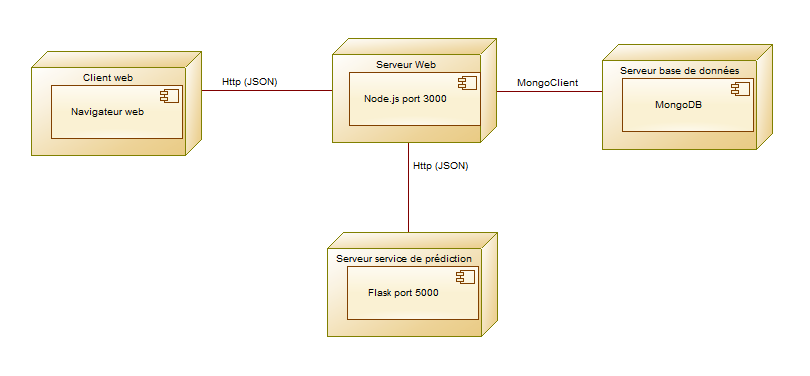 Client web
Navigateur web
Http (JSON)
Serveur Web
Node.js port 3000
MongoClient
Serveur base de données
MongoDB
Http (JSON)
Serveur service de prédiction
Flask port 5000